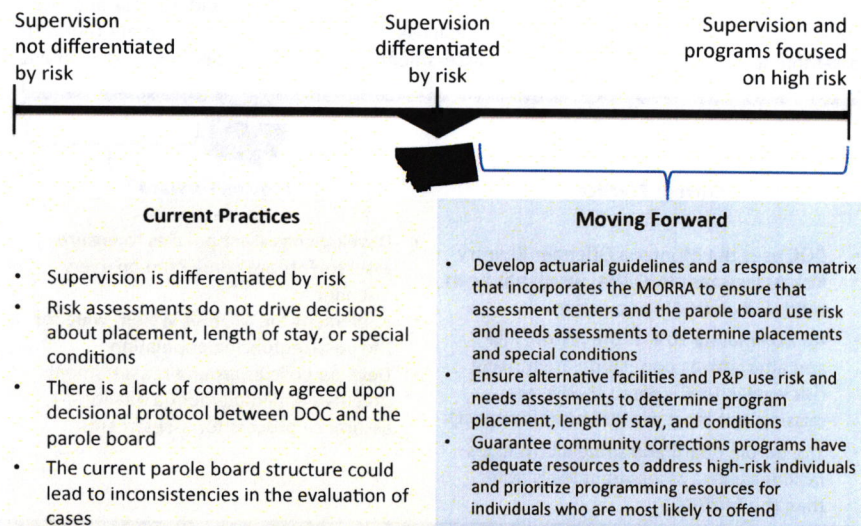 Supervision
not differentiated
by risk
Supervision
differentiated
by risk
Supervision and
programs focused
on high risk
Current Practices
• Supervision is differentiated by risk
• Risk assessments do not drive decisions
about placement, length of stay, or special
conditions
• There is a lack of commonly agreed upon
decisional protocol between DOC and the
parole board
• The current parole board structure could
lead to inconsistencies in the evaluation of
cases
Moving Forward
• Develop actuarial guidelines and a response matrix
that incorporates the MORRA to ensure that
assessment centers and the parole board use risk
and needs assessments to determine placements
and special conditions
• Ensure alternative facilities and P&P use risk and
needs assessments to determine program
placement, length of stay, and conditions
• Guarantee community corrections programs have
adequate resources to address high-risk individuals
and prioritize programming resources for
individuals who are most likely to offend